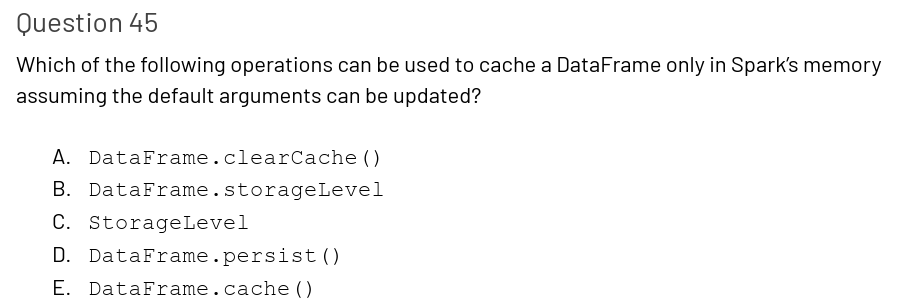 Question 45
Which of the following operations can be used to cache a DataFrame only in Spark’s memory
assuming the default arguments can be updated?
A. DataFrame.clearCache()
B. DataFrame.storageLevel
C. StorageLevel
D. DataFrame.persist()
E. DataFrame.cache()